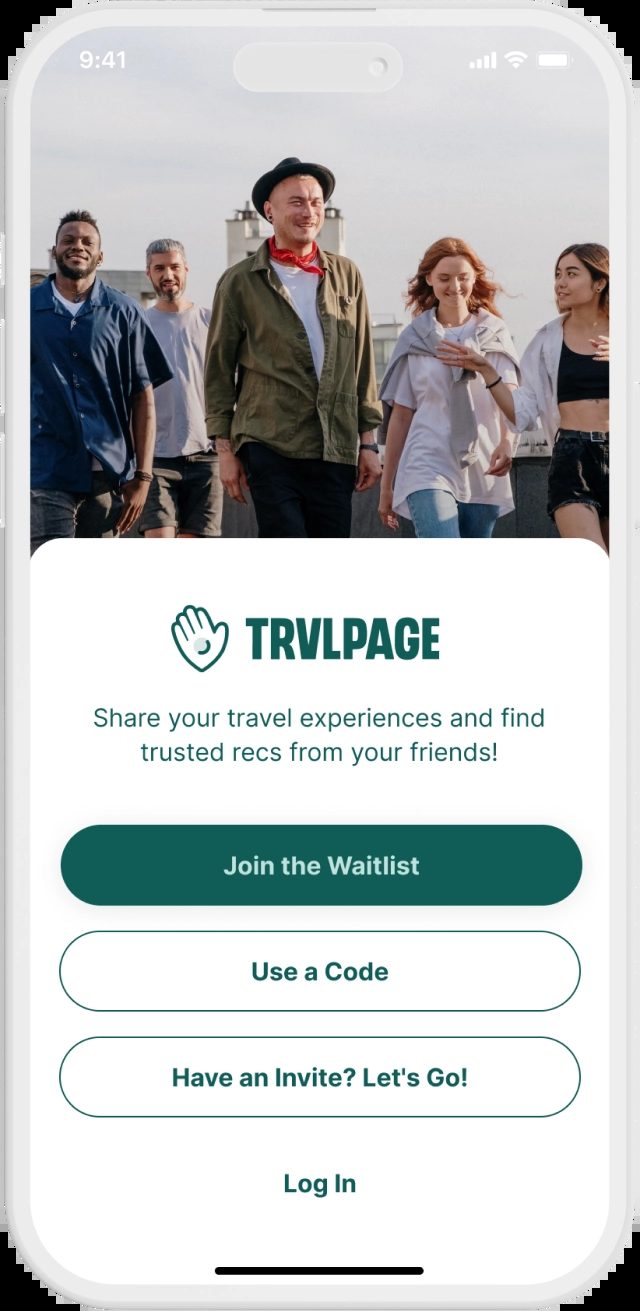 9:41
TRVLPAGE
Share your travel experiences and find
trusted recs from your friends!
Join the Waitlist
Use a Code
Have an Invite? Let's Go!
Log In